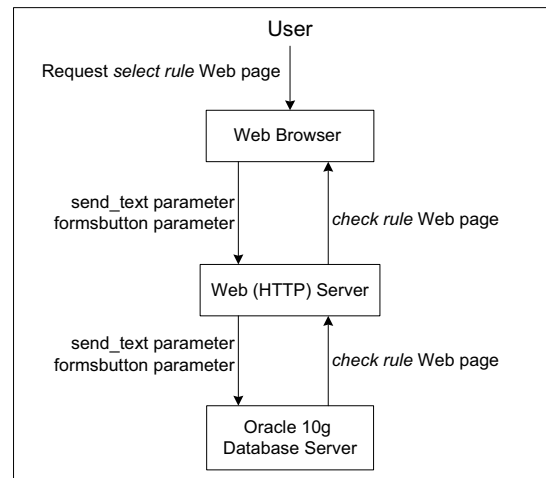 User
Request select rule Web page
Web Browser
send_text parameter
formsbutton parameter
check rule Web page
Web (HTTP) Server
send_text parameter
formsbutton parameter
check rule Web page
Oracle 10g
Database Server